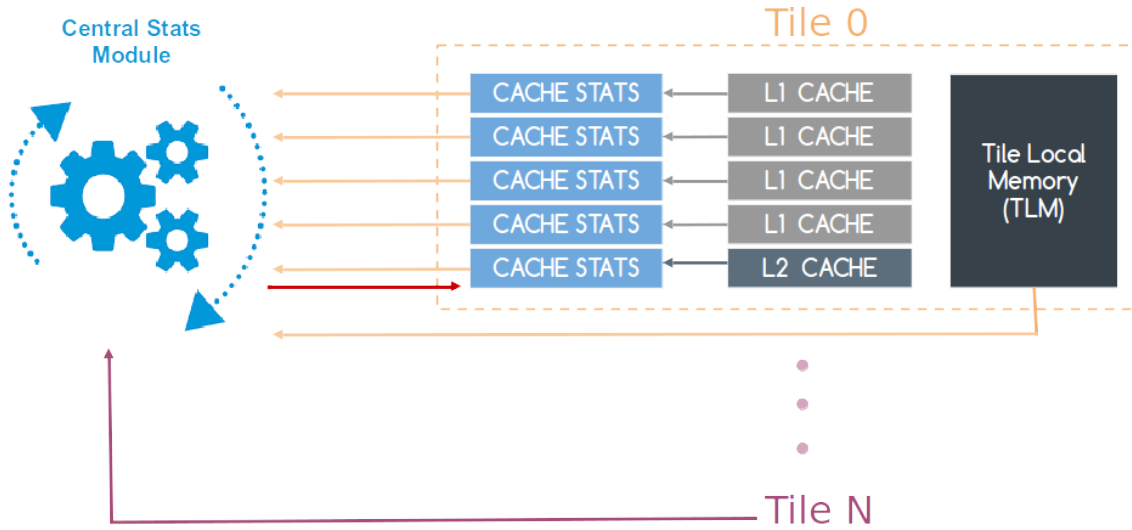 Tile 0
Central Stats
Module
CACHE STATS
L1 CACHE
CACHE STATS
L1 CACHE
CACHE STATS
L1 CACHE
CACHE STATS
L1 CACHE
CACHE STATS
L2 CACHE
Tile Local
Memory
(TLM)
Tile N